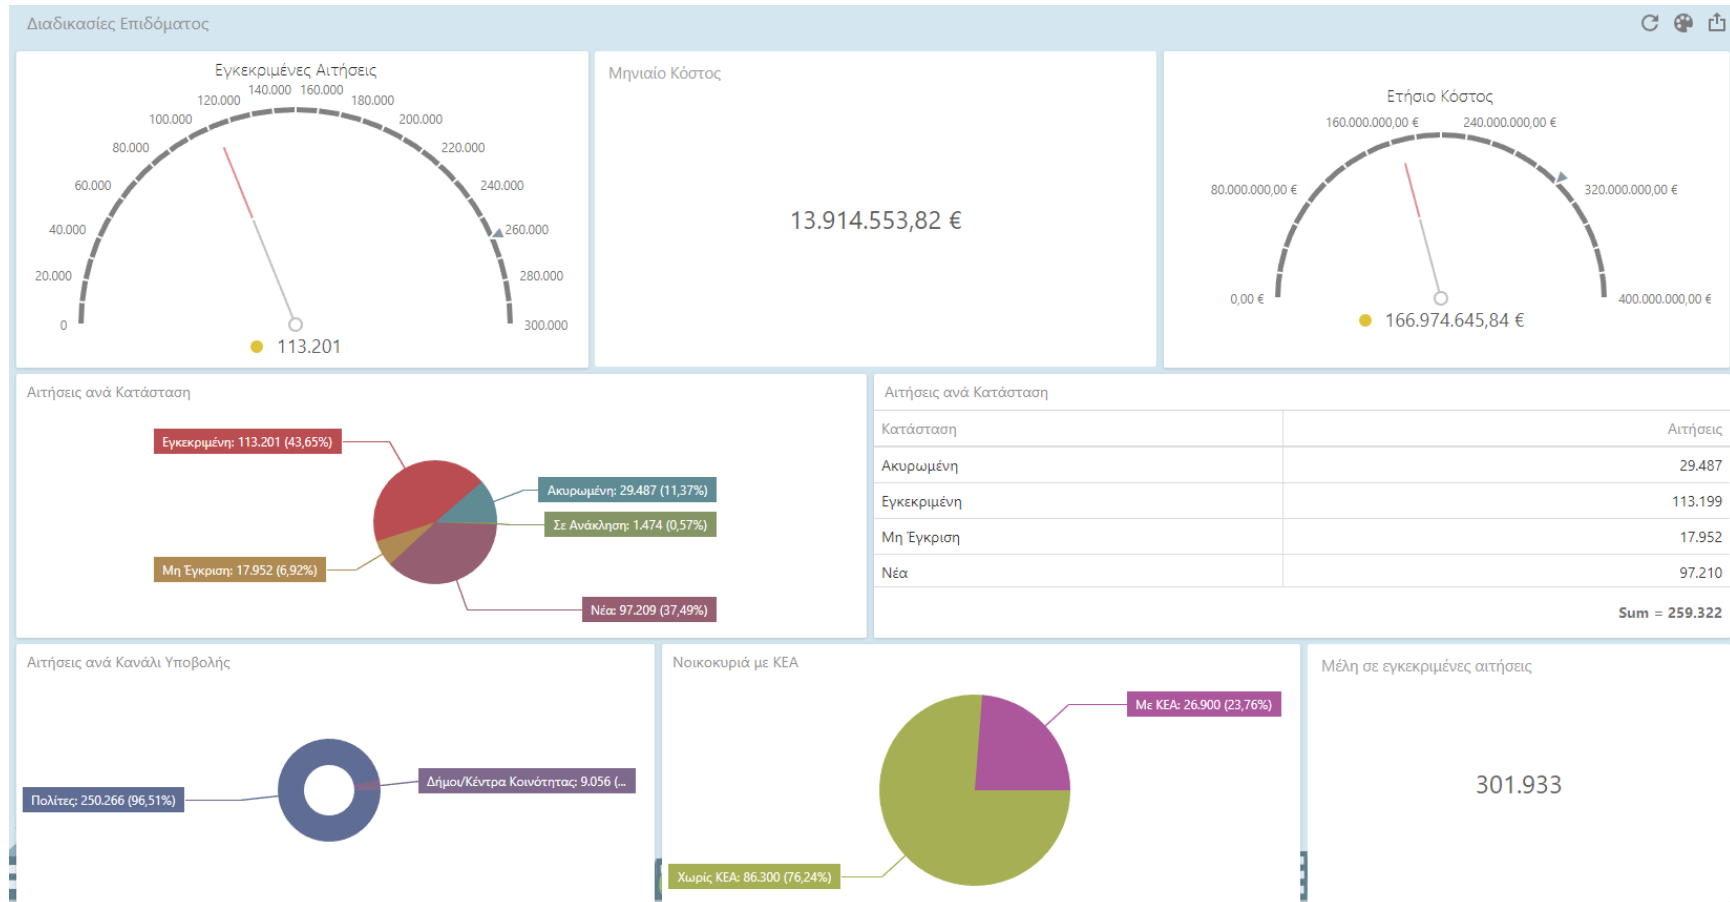 Διαδικασίες Επιδόματος
Εγκεκριμένες Αιτήσεις
0
20.000
40.000
60.000
80.000
100.000
120.000
140.000
160.000
180.000
200.000
220.000
240.000
260.000
280.000
300.000
113.201
Μηνιαίο Κόστος
13.914.553,82 €
Ετήσιο Κόστος
0,00 €
80.000.000,00 €
160.000.000,00 €
240.000.000,00 €
320.000.000,00 €
400.000.000,00 €
166.974.645,84 €
Αιτήσεις ανά Κατάσταση
Εγκεκριμένη: 113.201 (43,65%)
Ακυρωμένη: 29.487 (11,37%)
Σε Ανάκληση: 1.474 (0,57%)
Μη Έγκριση: 17.952 (6,92%)
Νέα: 97.209 (37,49%)
Αιτήσεις ανά Κατάσταση
Κατάσταση Αιτήσεις
Ακυρωμένη 29.487
Εγκεκριμένη 113.199
Μη Έγκριση 17.952
Νέα 97.210
Sum = 259.322
Αιτήσεις ανά Κανάλι Υποβολής
Δήμοι/Κέντρα Κοινότητας: 9.056 (...
Πολίτες: 250.266 (96,51%)
Νοικοκυριά με ΚΕΑ
Με ΚΕΑ: 26.900 (23,76%)
Χωρίς ΚΕΑ: 86.300 (76,24%)
Μέλη σε εγκεκριμένες αιτήσεις
301.933